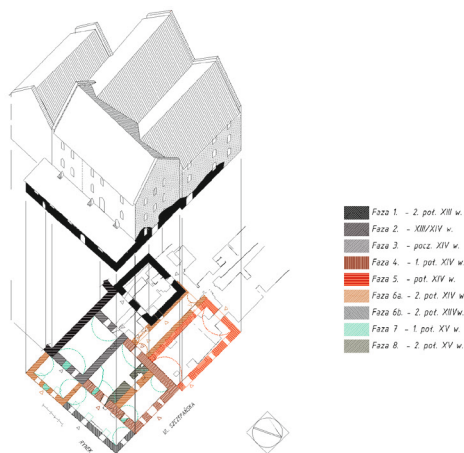 Faza 1. - 2. poł. XIII w.
Faza 2. - XIII/XIV w.
Faza 3. - pocz. XIV w.
Faza 4. - 1. poł. XIV w.
Faza 5. - poł. XIV w.
Faza 6a. - 2. poł. XIV w.
Faza 6b. - 2. poł. XIIVw.
Faza 7 - 1. poł. XV w.
Faza 8. - 2. poł. XV w.
UL. SZCZEPAŃSKA
RYNEK